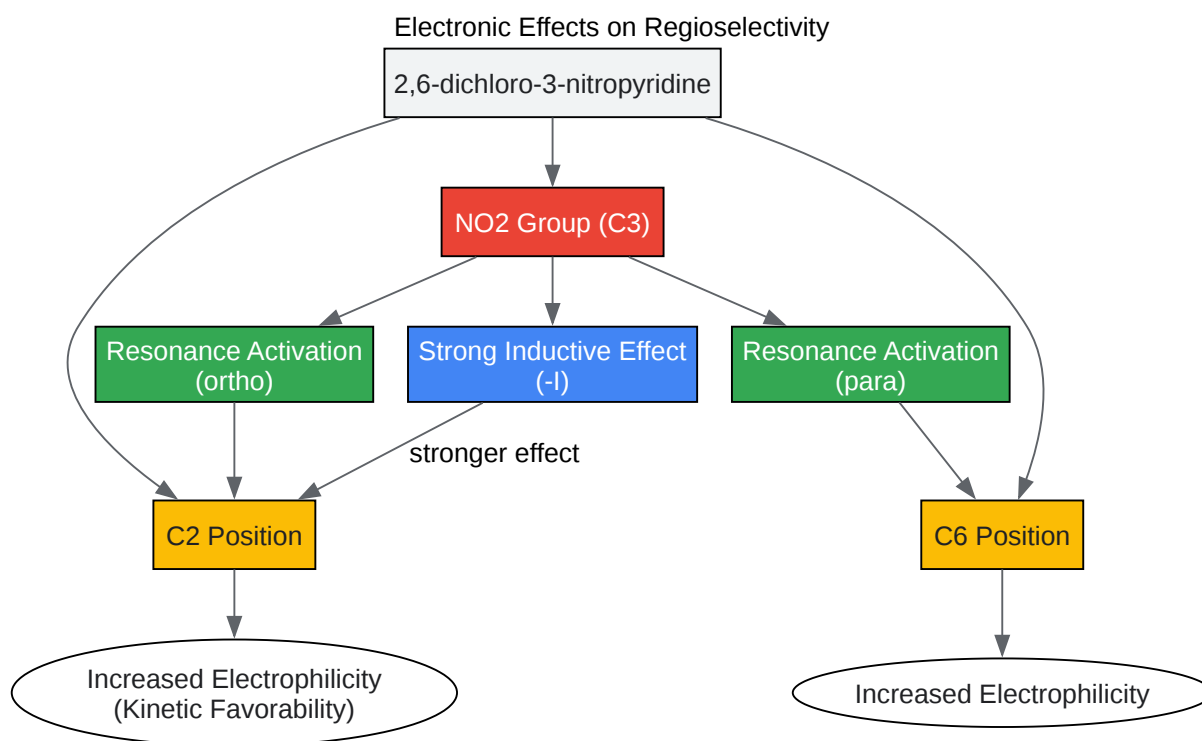 Electronic Effects on Regioselectivity
2,6-dichloro-3-nitropyridine
NO2 Group (C3)
Resonance Activation
(ortho)
Strong Inductive Effect
(-I)
Resonance Activation
(para)
stronger effect
C2 Position
C6 Position
Increased Electrophilicity
(Kinetic Favorability)
Increased Electrophilicity